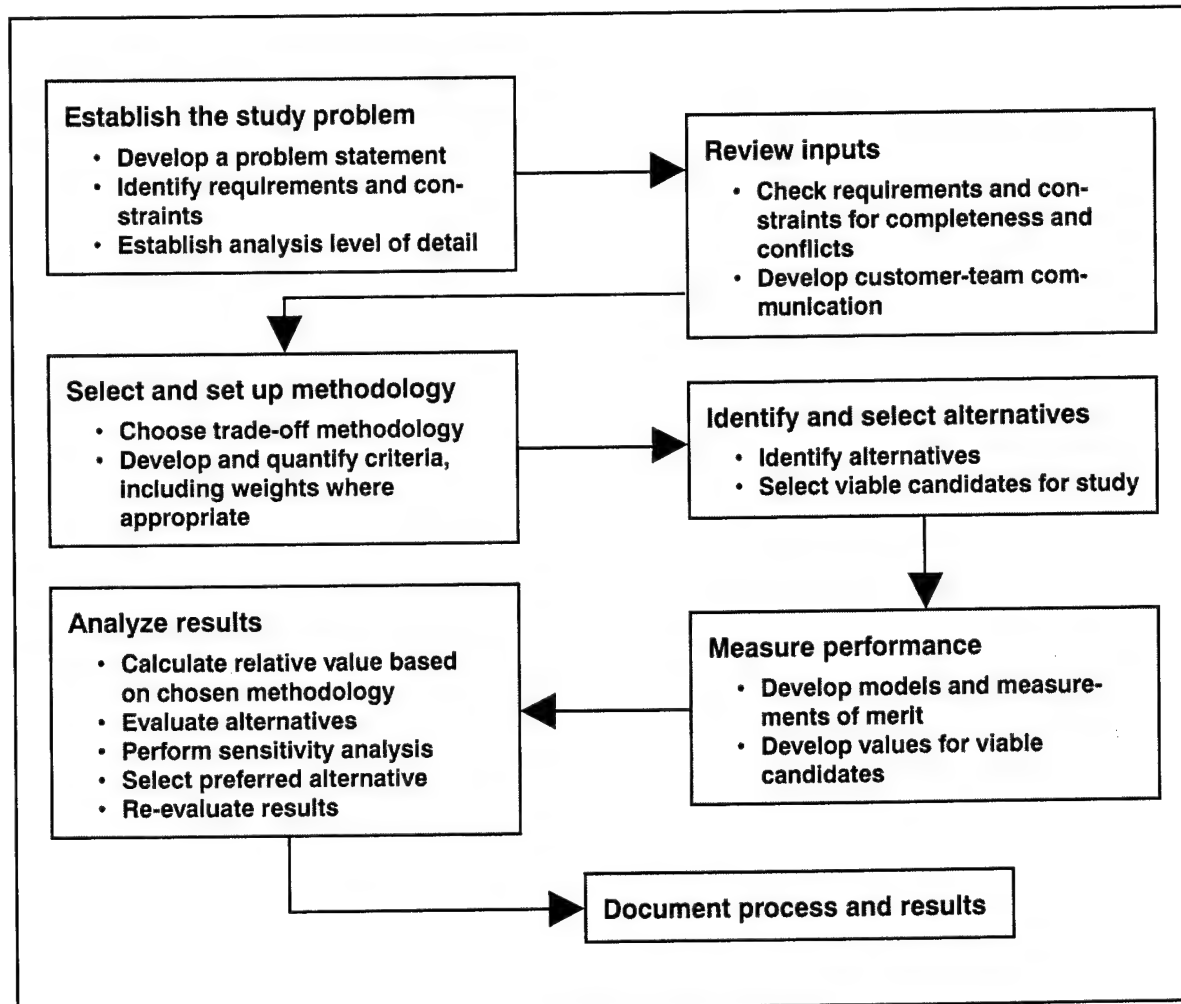 Establish the study problem
• Develop a problem statement
• Identify requirements and con-
straints
• Establish analysis level of detail
Review inputs
• Check requirements and con-
straints for completeness and
conflicts
• Develop customer-team com-
munication
Select and set up methodology
• Choose trade-off methodology
• Develop and quantify criteria,
including weights where
appropriate
Identify and select alternatives
• Identify alternatives
• Select viable candidates for study
Measure performance
• Develop models and measure-
ments of merit
• Develop values for viable
candidates
Analyze results
• Calculate relative value based
on chosen methodology
• Evaluate alternatives
• Perform sensitivity analysis
• Select preferred alternative
• Re-evaluate results
Document process and results